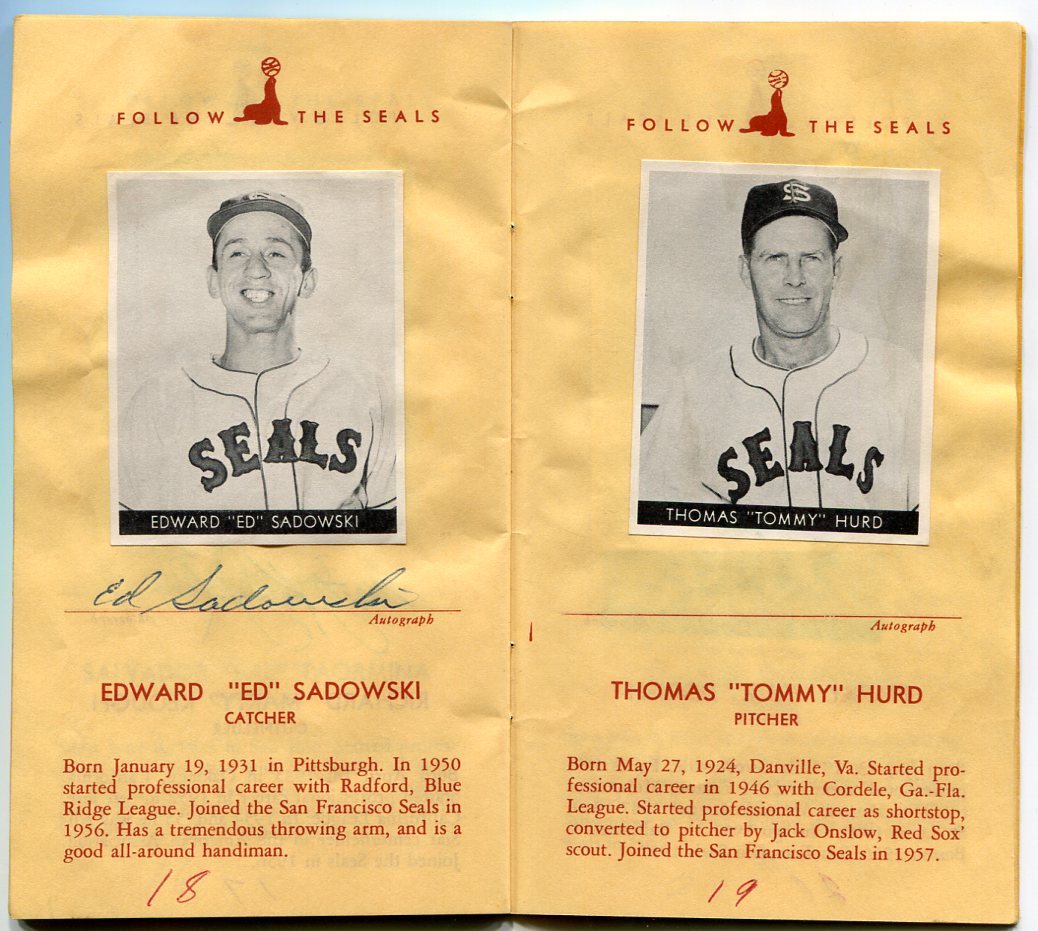 FOLLOW THE SEALS
SEALS
EDWARD "ED" SADOWSKI
Ed Sadowski
Autograph
EDWARD "ED" SADOWSKI
CATCHER
Born January 19, 1931 in Pittsburgh. In 1950
started professional career with Radford, Blue
Ridge League. Joined the San Francisco Seals in
1956. Has a tremendous throwing arm, and is a
good all-around handiman.
18
FOLLOW THE SEALS
SF
SEALS
THOMAS "TOMMY" HURD
Autograph
THOMAS "TOMMY" HURD
PITCHER
Born May 27, 1924, Danville, Va. Started pro-
fessional career in 1946 with Cordele, Ga.-Fla.
League. Started professional career as shortstop,
converted to pitcher by Jack Onslow, Red Sox'
scout. Joined the San Francisco Seals in 1957.
19